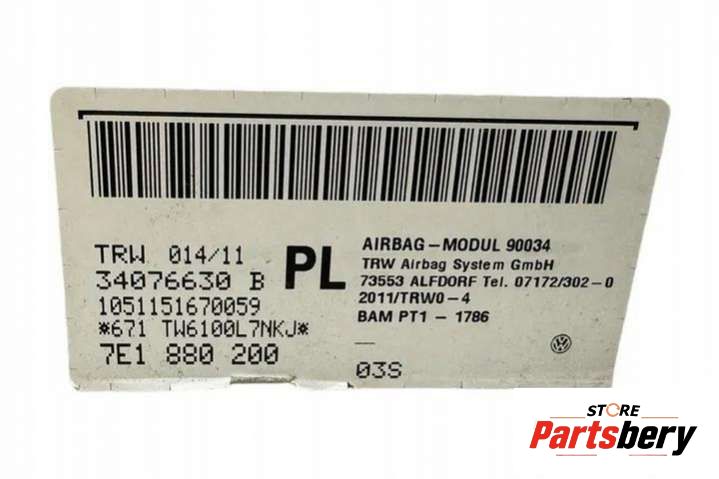 TRW 014/11
34076630 B
PL
1051151670059
*671 TW6100L7NKJ*
7E1 880 200
AIRBAG-MODUL 90034
TRW Airbag System GmbH
73553 ALFDORF Tel. 07172/302-0
2011/TRW0-4
BAM PT1 - 1786
03S
STORE
Partsbery